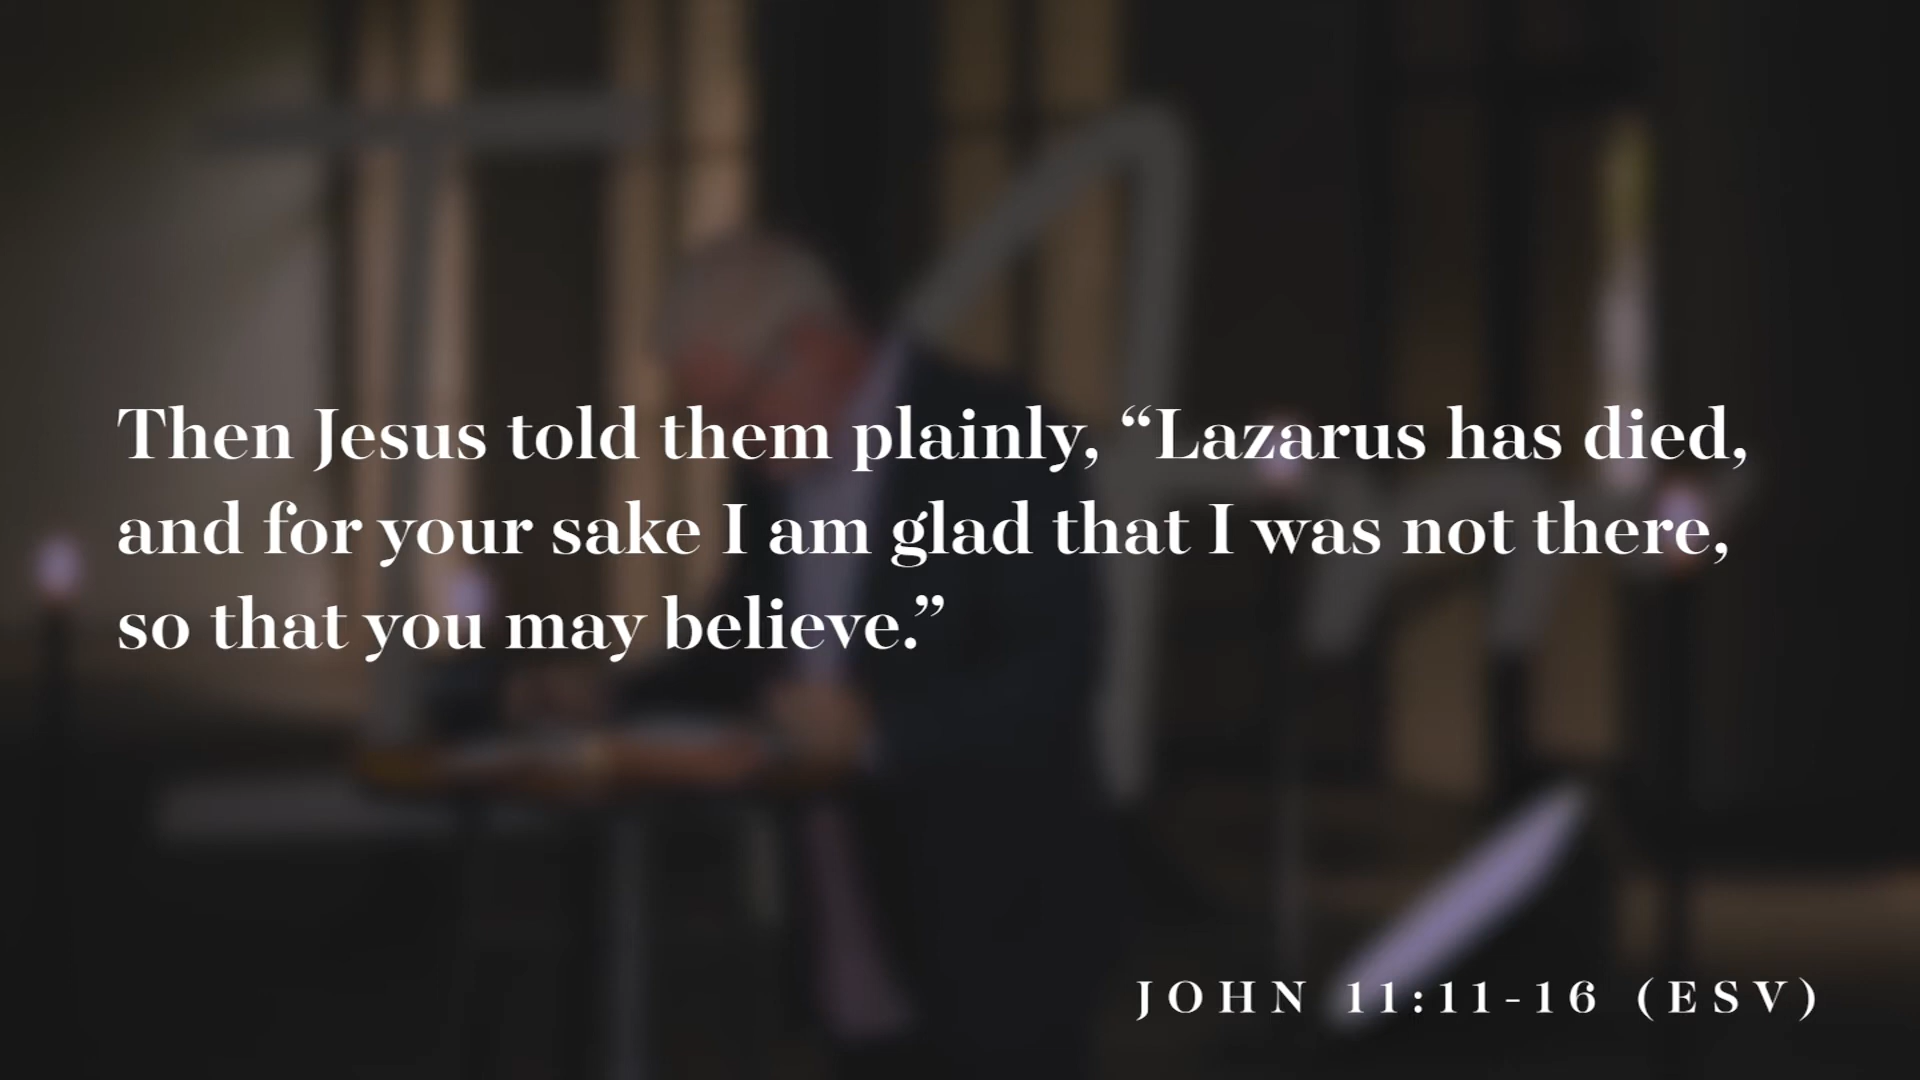 Then Jesus told them plainly, “Lazarus has died,
and for your sake I am glad that I was not there,
so that you may believe.”
JOHN 11:11-16 (ESV)